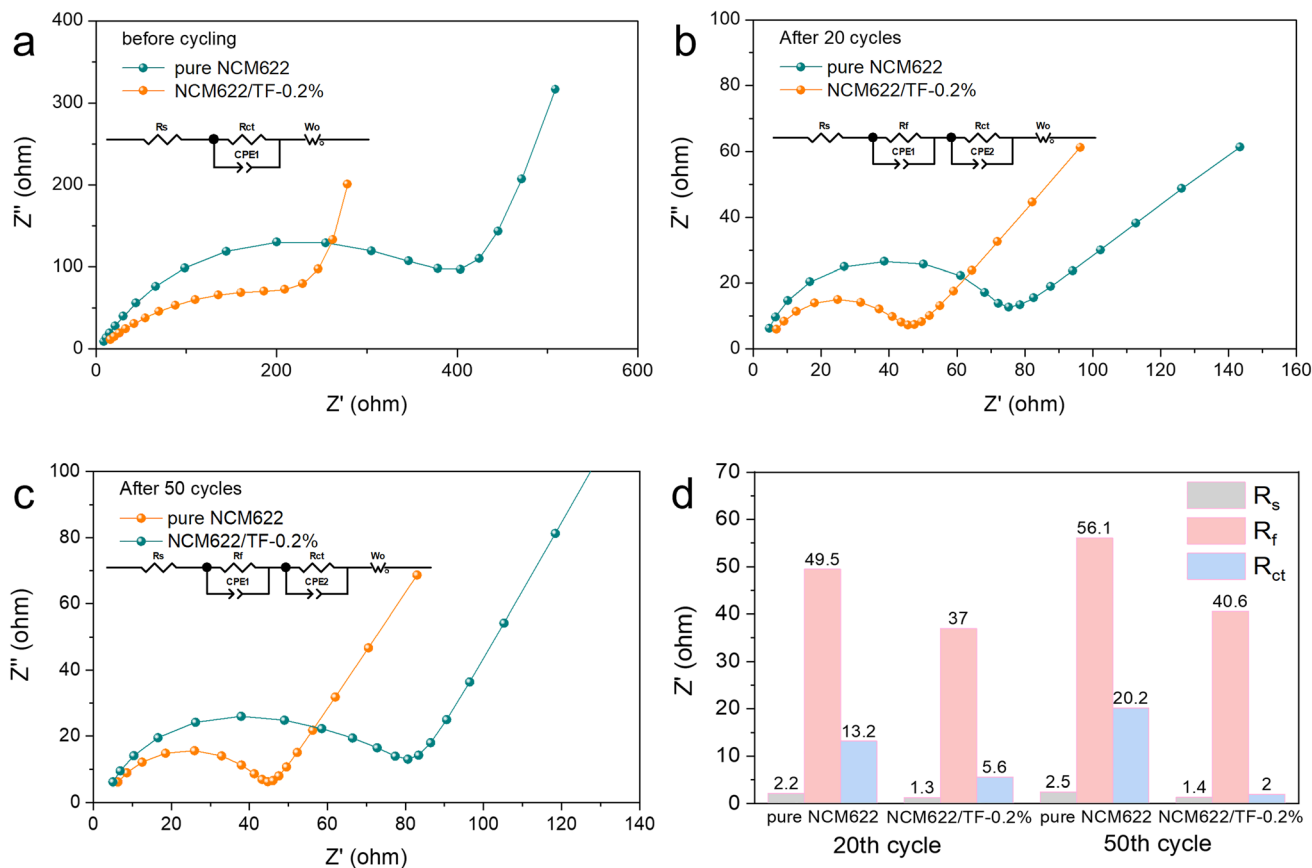 a
before cycling
pure NCM622
NCM622/TF-0.2%
Rs
Rct
Wo
CPE1
400
300
200
100
0
Z'' (ohm)
0 200 400 600
Z' (ohm)
b
After 20 cycles
pure NCM622
NCM622/TF-0.2%
Rs
Rf
Rct
Wo
CPE1
CPE2
100
80
60
40
20
0
Z'' (ohm)
0 20 40 60 80 100 120 140 160
Z' (ohm)
c
After 50 cycles
pure NCM622
NCM622/TF-0.2%
Rs
Rf
Rct
Wo
CPE1
CPE2
100
80
60
40
20
0
Z'' (ohm)
0 20 40 60 80 100 120 140
Z' (ohm)
d
Rs
Rf
Rct
70
60
50
40
30
20
10
0
Z' (ohm)
2.2 49.5 13.2 1.3 37 5.6 2.5 56.1 20.2 1.4 40.6 2
pure NCM622 NCM622/TF-0.2% pure NCM622 NCM622/TF-0.2%
20th cycle 50th cycle